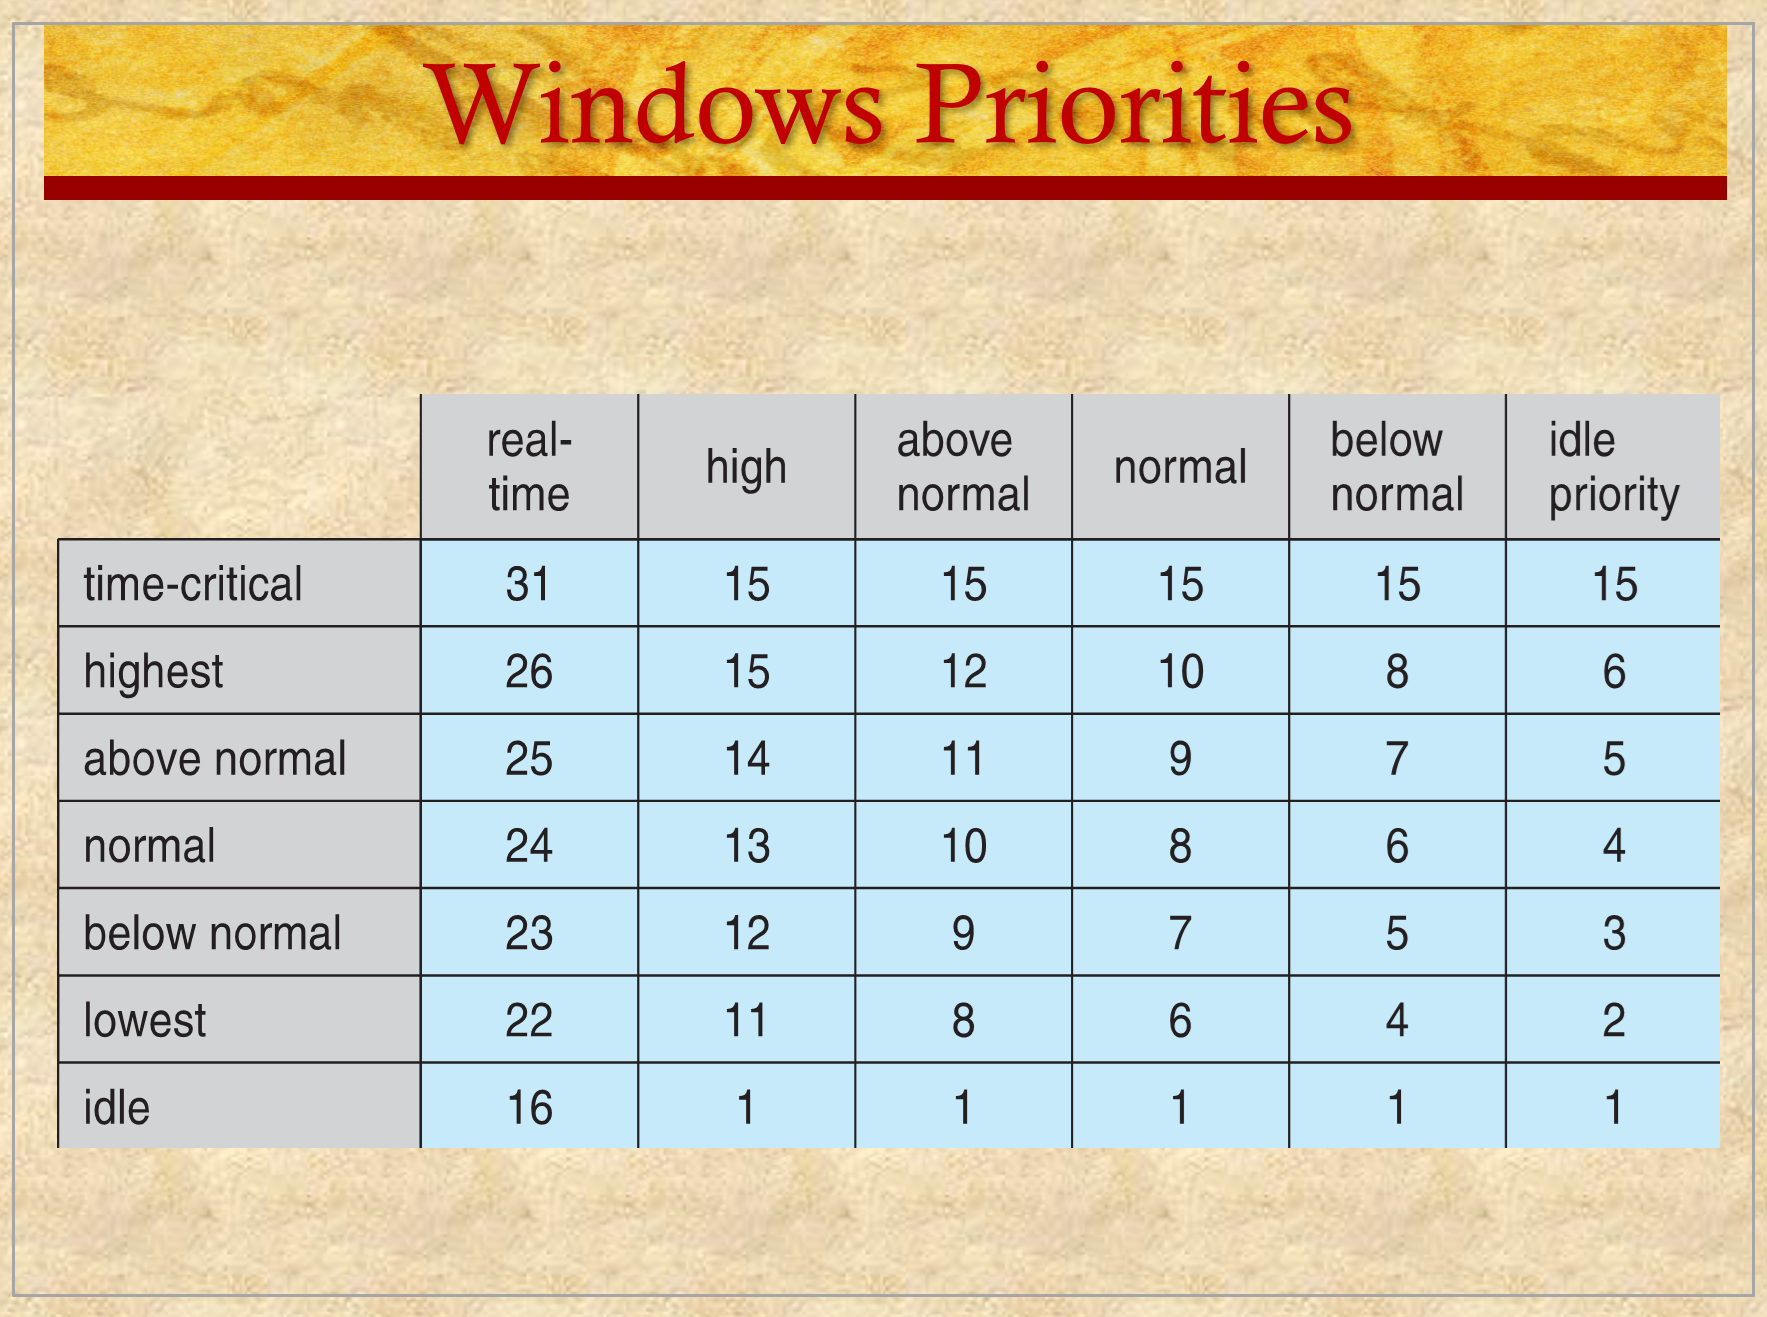 Windows Priorities
real-time high above normal normal below normal idle priority
time-critical 31 15 15 15 15 15
highest 26 15 12 10 8 6
above normal 25 14 11 9 7 5
normal 24 13 10 8 6 4
below normal 23 12 9 7 5 3
lowest 22 11 8 6 4 2
idle 16 1 1 1 1 1